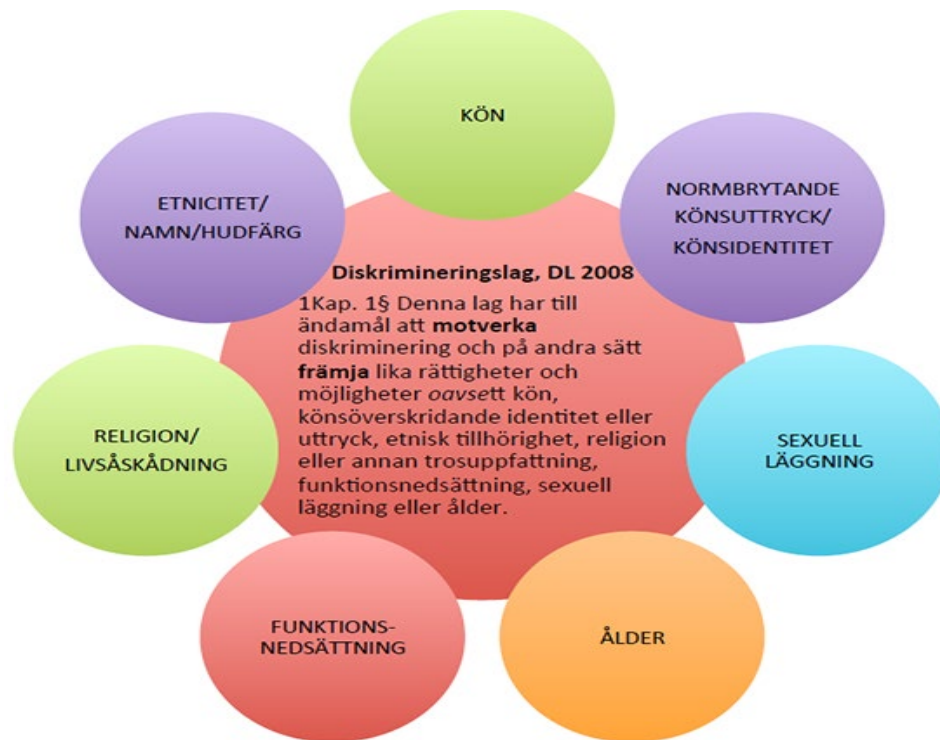 KÖN
NORMBRYTANDE
KÖNSUTTRYCK/
KÖNSIDENTITET
ETNICITET/
NAMN/HUDFÄRG
Diskrimineringslag, DL 2008
1Kap. 1§ Denna lag har till
ändamål att motverka
diskriminering och på andra sätt
främja lika rättigheter och
möjligheter oavsett kön,
könsöverskridande identitet eller
uttryck, etnisk tillhörighet, religion
eller annan trosuppfattning,
funktionsnedsättning, sexuell
läggning eller ålder.
SEXUELL
LÄGGNING
RELIGION/
LIVSÅSKÅDNING
FUNKTIONS-
NEDSÄTTNING
ÅLDER